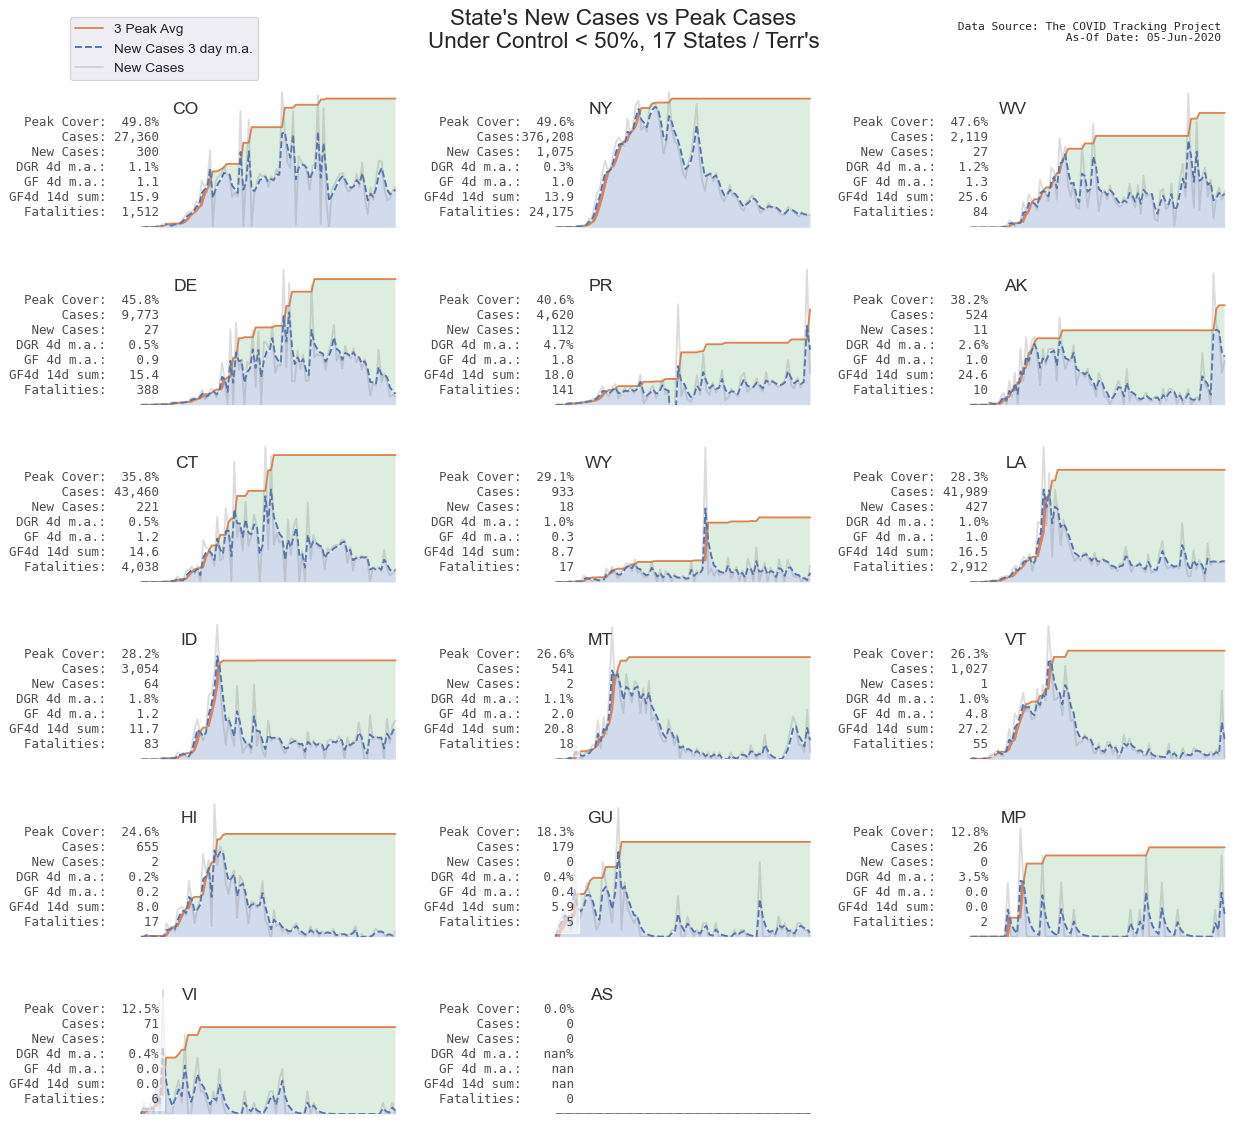 State's New Cases vs Peak Cases
Under Control < 50%, 17 States / Terr's
3 Peak Avg
New Cases 3 day m.a.
New Cases
Data Source: The COVID Tracking Project
As-Of Date: 05-Jun-2020
CO
Peak Cover: 49.8%
Cases: 27,360
New Cases: 300
DGR 4d m.a.: 1.1%
GF 4d m.a.: 1.1
GF4d 14d sum: 15.9
Fatalities: 1,512
NY
Peak Cover: 49.6%
Cases:376,208
New Cases: 1,075
DGR 4d m.a.: 0.3%
GF 4d m.a.: 1.0
GF4d 14d sum: 13.9
Fatalities: 24,175
WV
Peak Cover: 47.6%
Cases: 2,119
New Cases: 27
DGR 4d m.a.: 1.2%
GF 4d m.a.: 1.3
GF4d 14d sum: 25.6
Fatalities: 84
DE
Peak Cover: 45.8%
Cases: 9,773
New Cases: 27
DGR 4d m.a.: 0.5%
GF 4d m.a.: 0.9
GF4d 14d sum: 15.4
Fatalities: 388
PR
Peak Cover: 40.6%
Cases: 4,620
New Cases: 112
DGR 4d m.a.: 4.7%
GF 4d m.a.: 1.8
GF4d 14d sum: 18.0
Fatalities: 141
AK
Peak Cover: 38.2%
Cases: 524
New Cases: 11
DGR 4d m.a.: 2.6%
GF 4d m.a.: 1.0
GF4d 14d sum: 24.6
Fatalities: 10
CT
Peak Cover: 35.8%
Cases: 43,460
New Cases: 221
DGR 4d m.a.: 0.5%
GF 4d m.a.: 1.2
GF4d 14d sum: 14.6
Fatalities: 4,038
WY
Peak Cover: 29.1%
Cases: 933
New Cases: 18
DGR 4d m.a.: 1.0%
GF 4d m.a.: 0.3
GF4d 14d sum: 8.7
Fatalities: 17
LA
Peak Cover: 28.3%
Cases: 41,989
New Cases: 427
DGR 4d m.a.: 1.0%
GF 4d m.a.: 1.0
GF4d 14d sum: 16.5
Fatalities: 2,912
ID
Peak Cover: 28.2%
Cases: 3,054
New Cases: 64
DGR 4d m.a.: 1.8%
GF 4d m.a.: 1.2
GF4d 14d sum: 11.7
Fatalities: 83
MT
Peak Cover: 26.6%
Cases: 541
New Cases: 2
DGR 4d m.a.: 1.1%
GF 4d m.a.: 2.0
GF4d 14d sum: 20.8
Fatalities: 18
VT
Peak Cover: 26.3%
Cases: 1,027
New Cases: 1
DGR 4d m.a.: 1.0%
GF 4d m.a.: 4.8
GF4d 14d sum: 27.2
Fatalities: 55
HI
Peak Cover: 24.6%
Cases: 655
New Cases: 2
DGR 4d m.a.: 0.2%
GF 4d m.a.: 0.2
GF4d 14d sum: 8.0
Fatalities: 17
GU
Peak Cover: 18.3%
Cases: 179
New Cases: 0
DGR 4d m.a.: 0.4%
GF 4d m.a.: 0.4
GF4d 14d sum: 5.9
Fatalities: 5
MP
Peak Cover: 12.8%
Cases: 26
New Cases: 0
DGR 4d m.a.: 3.5%
GF 4d m.a.: 0.0
GF4d 14d sum: 0.0
Fatalities: 2
VI
Peak Cover: 12.5%
Cases: 71
New Cases: 0
DGR 4d m.a.: 0.4%
GF 4d m.a.: 0.0
GF4d 14d sum: 0.0
Fatalities: 6
AS
Peak Cover: 0.0%
Cases: 0
New Cases: 0
DGR 4d m.a.: nan%
GF 4d m.a.: nan
GF4d 14d sum: nan
Fatalities: 0